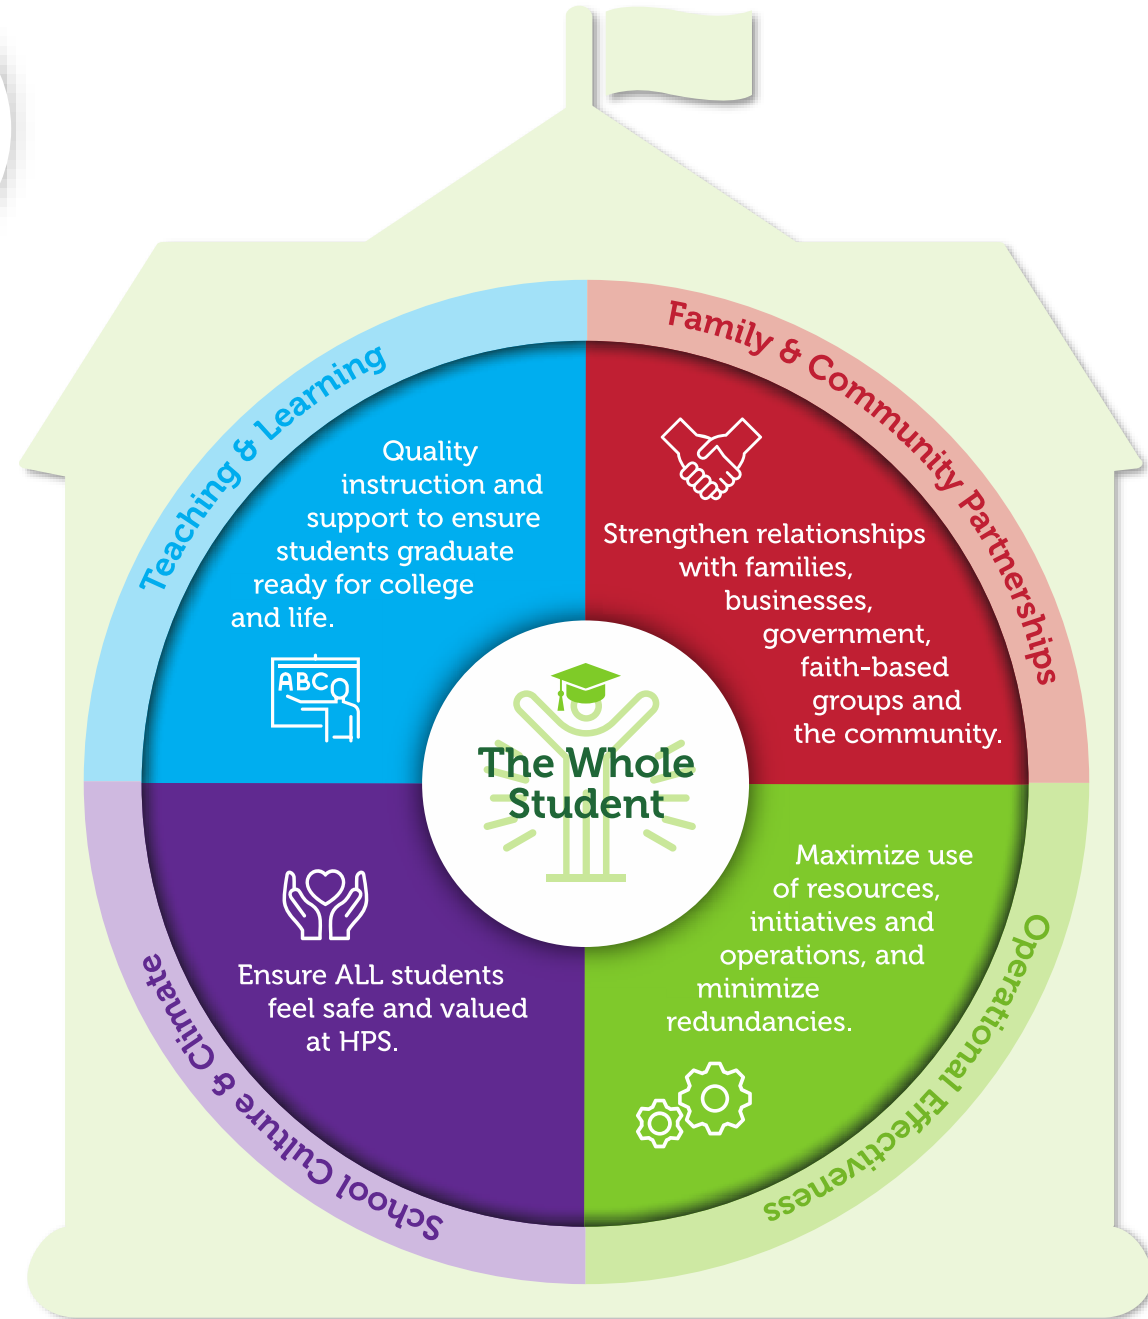 Teaching & Learning
Quality
instruction and
support to ensure
students graduate
ready for college
and life.
ABC
Family & Community Partnerships
Strengthen relationships
with families,
businesses,
government,
faith-based
groups and
the community.
The Whole
Student
School Culture & Climate
Ensure ALL students
feel safe and valued
at HPS.
Operational Effectiveness
Maximize use
of resources,
initiatives and
operations, and
minimize
redundancies.